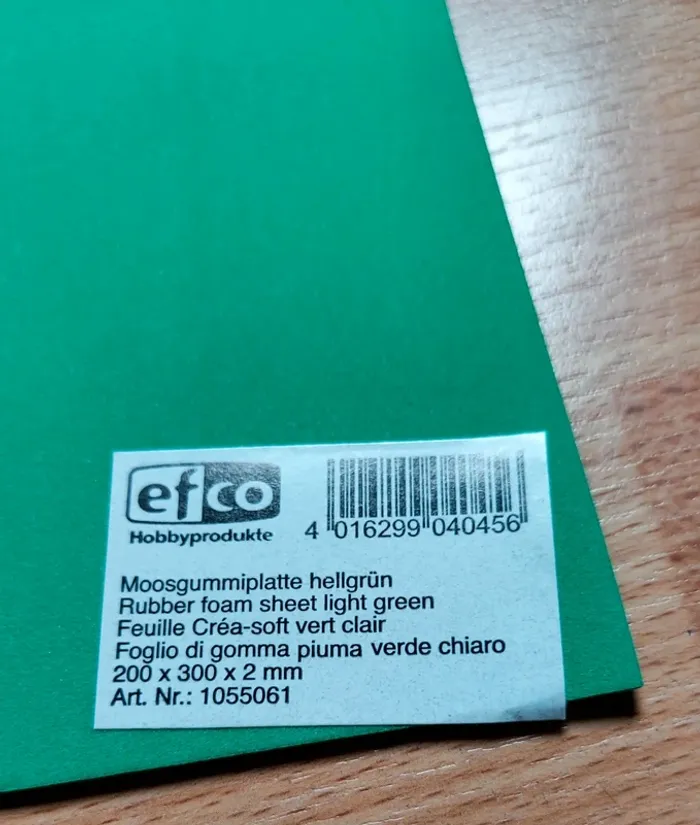 efco
Hobbyprodukte
4 016299 040456
Moosgummiplatte hellgrün
Rubber foam sheet light green
Feuille Créa-soft vert clair
Foglio di gomma piuma verde chiaro
200 x 300 x 2 mm
Art. Nr.: 1055061